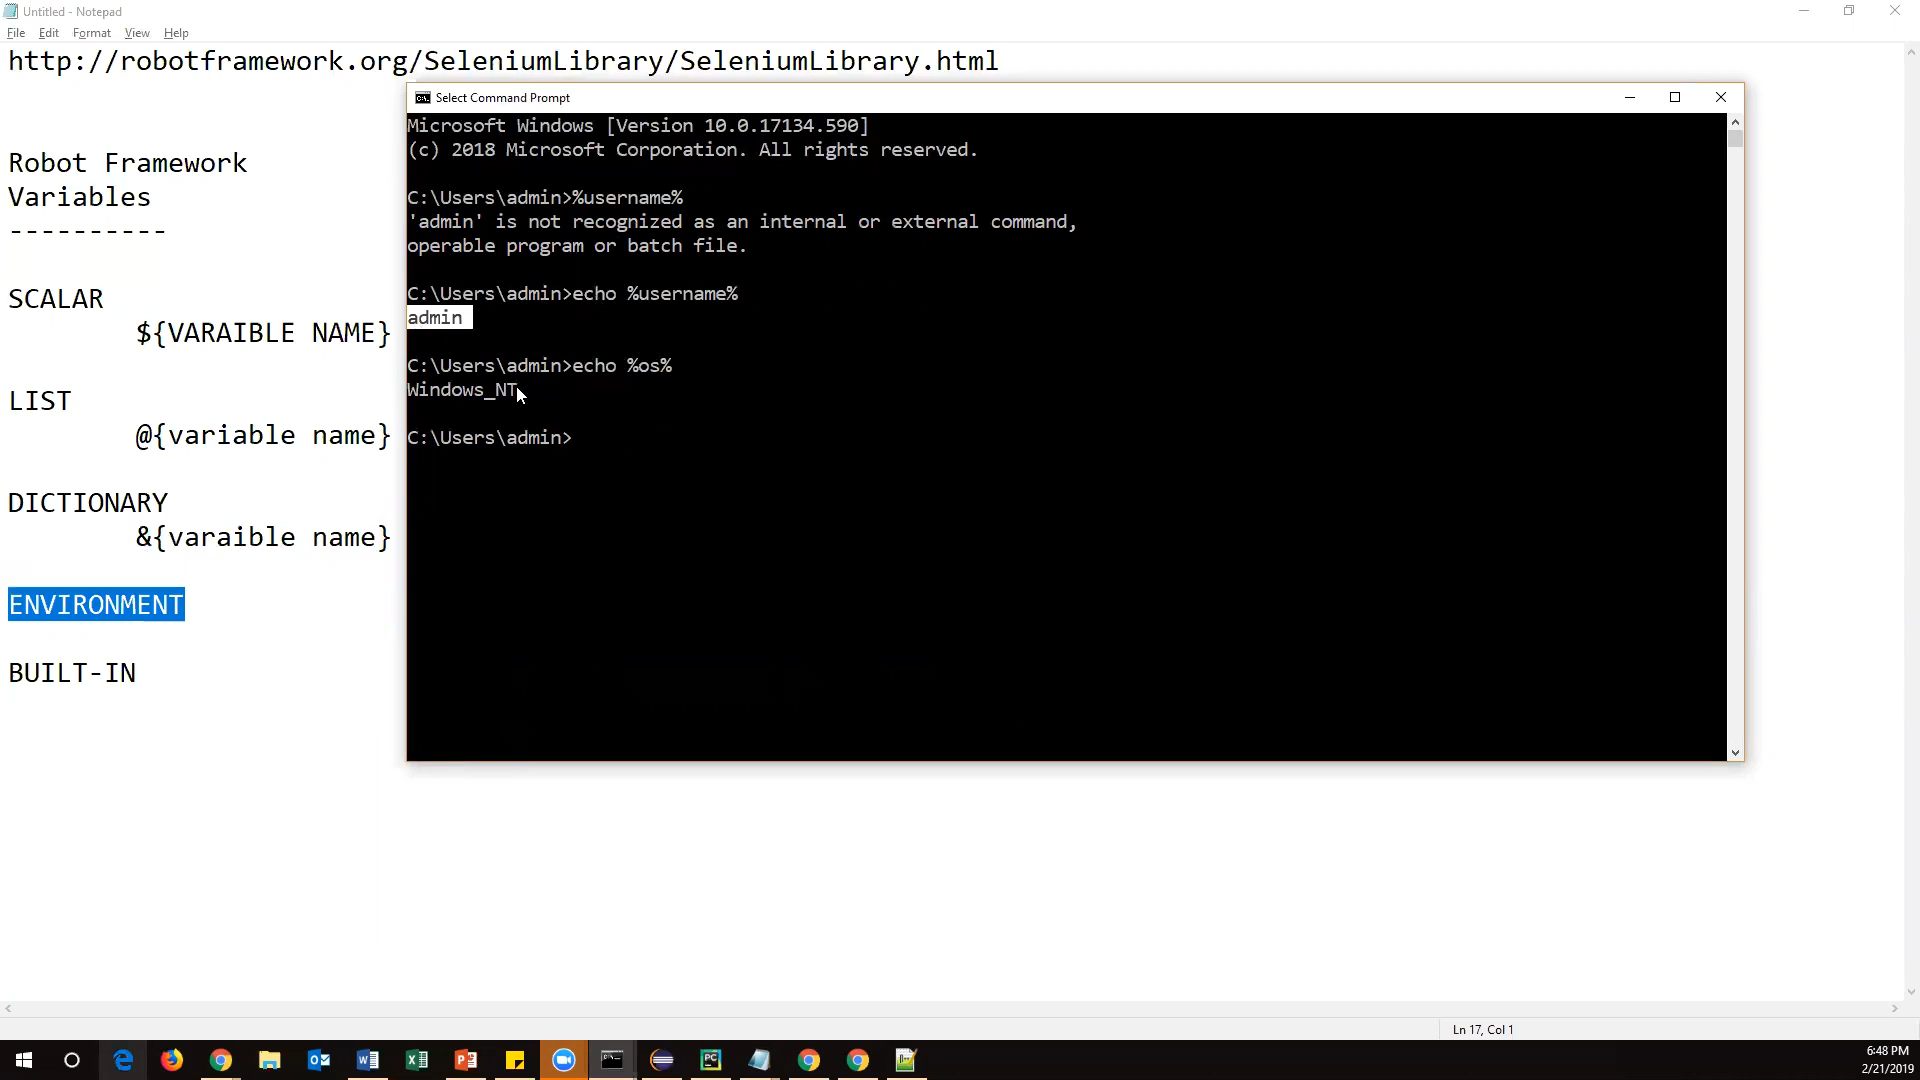 Untitled - Notepad
File Edit Format View Help
http://robotframework.org/SeleniumLibrary/SeleniumLibrary.html
Robot Framework
Variables
----------
SCALAR
${VARAIBLE NAME}
LIST
@{variable name}
DICTIONARY
&{varaible name}
ENVIRONMENT
BUILT-IN
Select Command Prompt
Microsoft Windows [Version 10.0.17134.590]
(c) 2018 Microsoft Corporation. All rights reserved.
C:\Users\admin>%username%
'admin' is not recognized as an internal or external command,
operable program or batch file.
C:\Users\admin>echo %username%
admin
C:\Users\admin>echo %os%
Windows_NT
C:\Users\admin>
Ln 17, Col 1
6:48 PM
2/21/2019